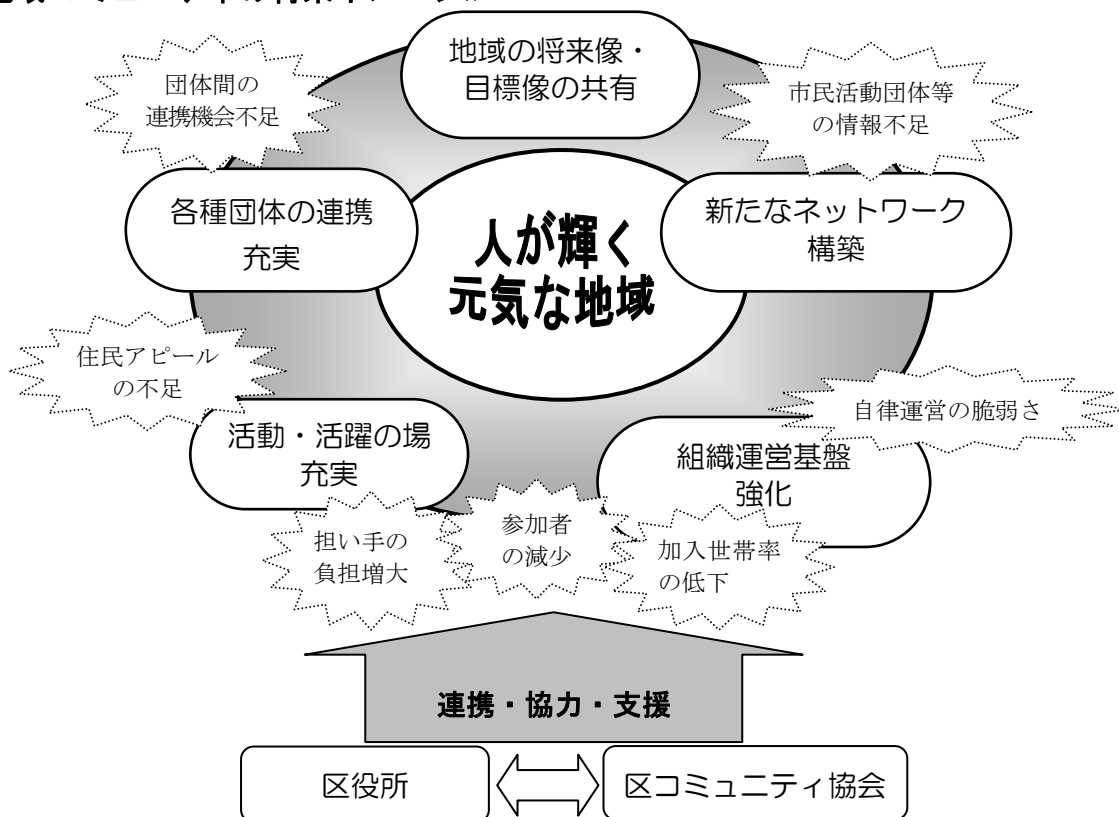 地域の将来像・
目標像の共有
団体間の
連携機会不足
市民活動団体等
の情報不足
各種団体の連携
充実
新たなネットワーク
構築
人が輝く
元気な地域
住民アピール
の不足
自律運営の脆弱さ
活動・活躍の場
充実
組織運営基盤
強化
担い手の
負担増大
参加者
の減少
加入世帯率
の低下
連携・協力・支援
区役所
区コミュニティ協会